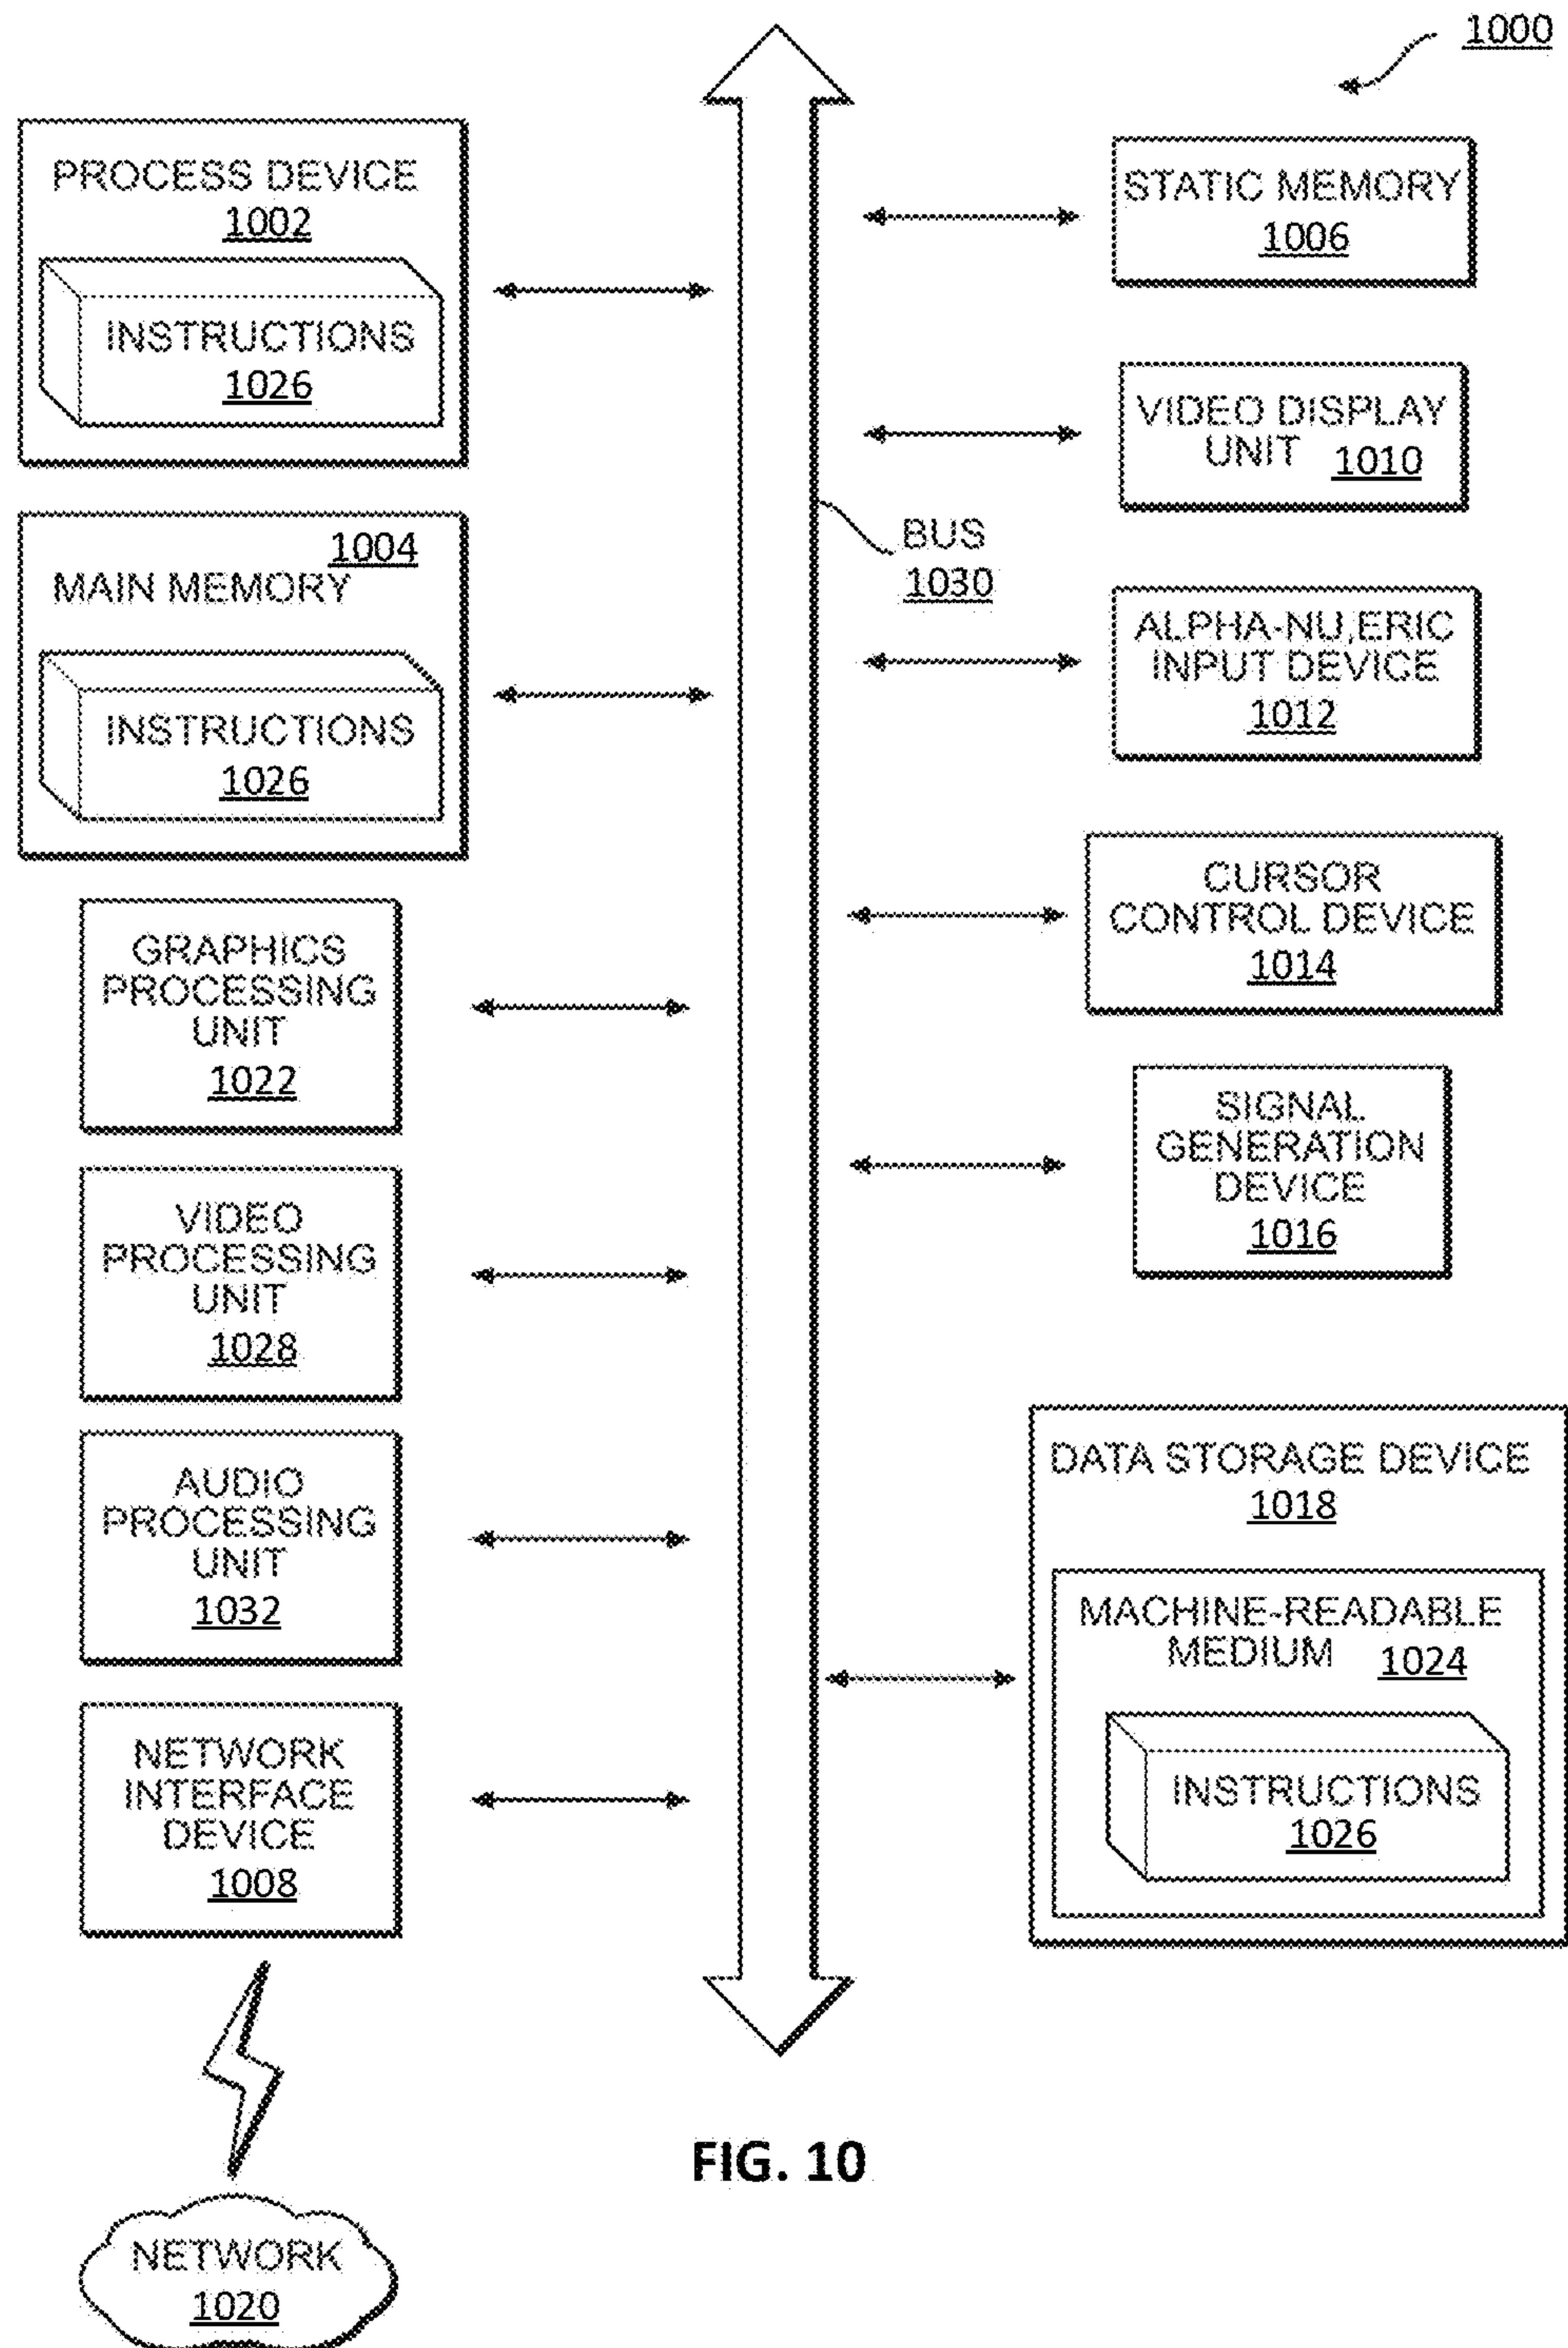 1000
PROCESS DEVICE
1002
INSTRUCTIONS
1026
MAIN MEMORY
1004
INSTRUCTIONS
1026
GRAPHICS
PROCESSING
UNIT
1022
VIDEO
PROCESSING
UNIT
1028
AUDIO
PROCESSING
UNIT
1032
NETWORK
INTERFACE
DEVICE
1008
NETWORK
1020
BUS
1030
STATIC MEMORY
1006
VIDEO DISPLAY
UNIT 1010
ALPHA-NU,ERIC
INPUT DEVICE
1012
CURSOR
CONTROL DEVICE
1014
SIGNAL
GENERATION
DEVICE
1016
DATA STORAGE DEVICE
1018
MACHINE-READABLE
MEDIUM 1024
INSTRUCTIONS
1026
FIG. 10